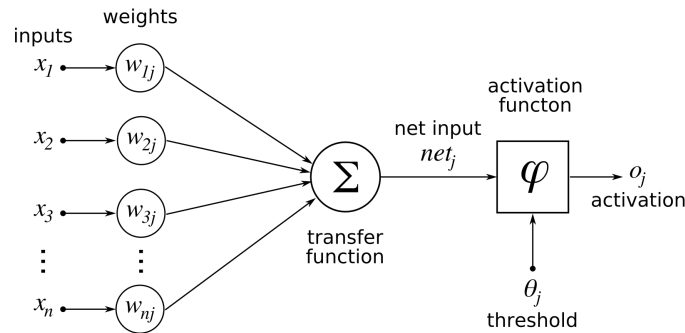 weights
inputs
x1
w1j
x2
w2j
x3
w3j
⋮ ⋮
xn
wnj
Σ
transfer
function
net input
netj
activation
functon
φ
oj
activation
θj
threshold